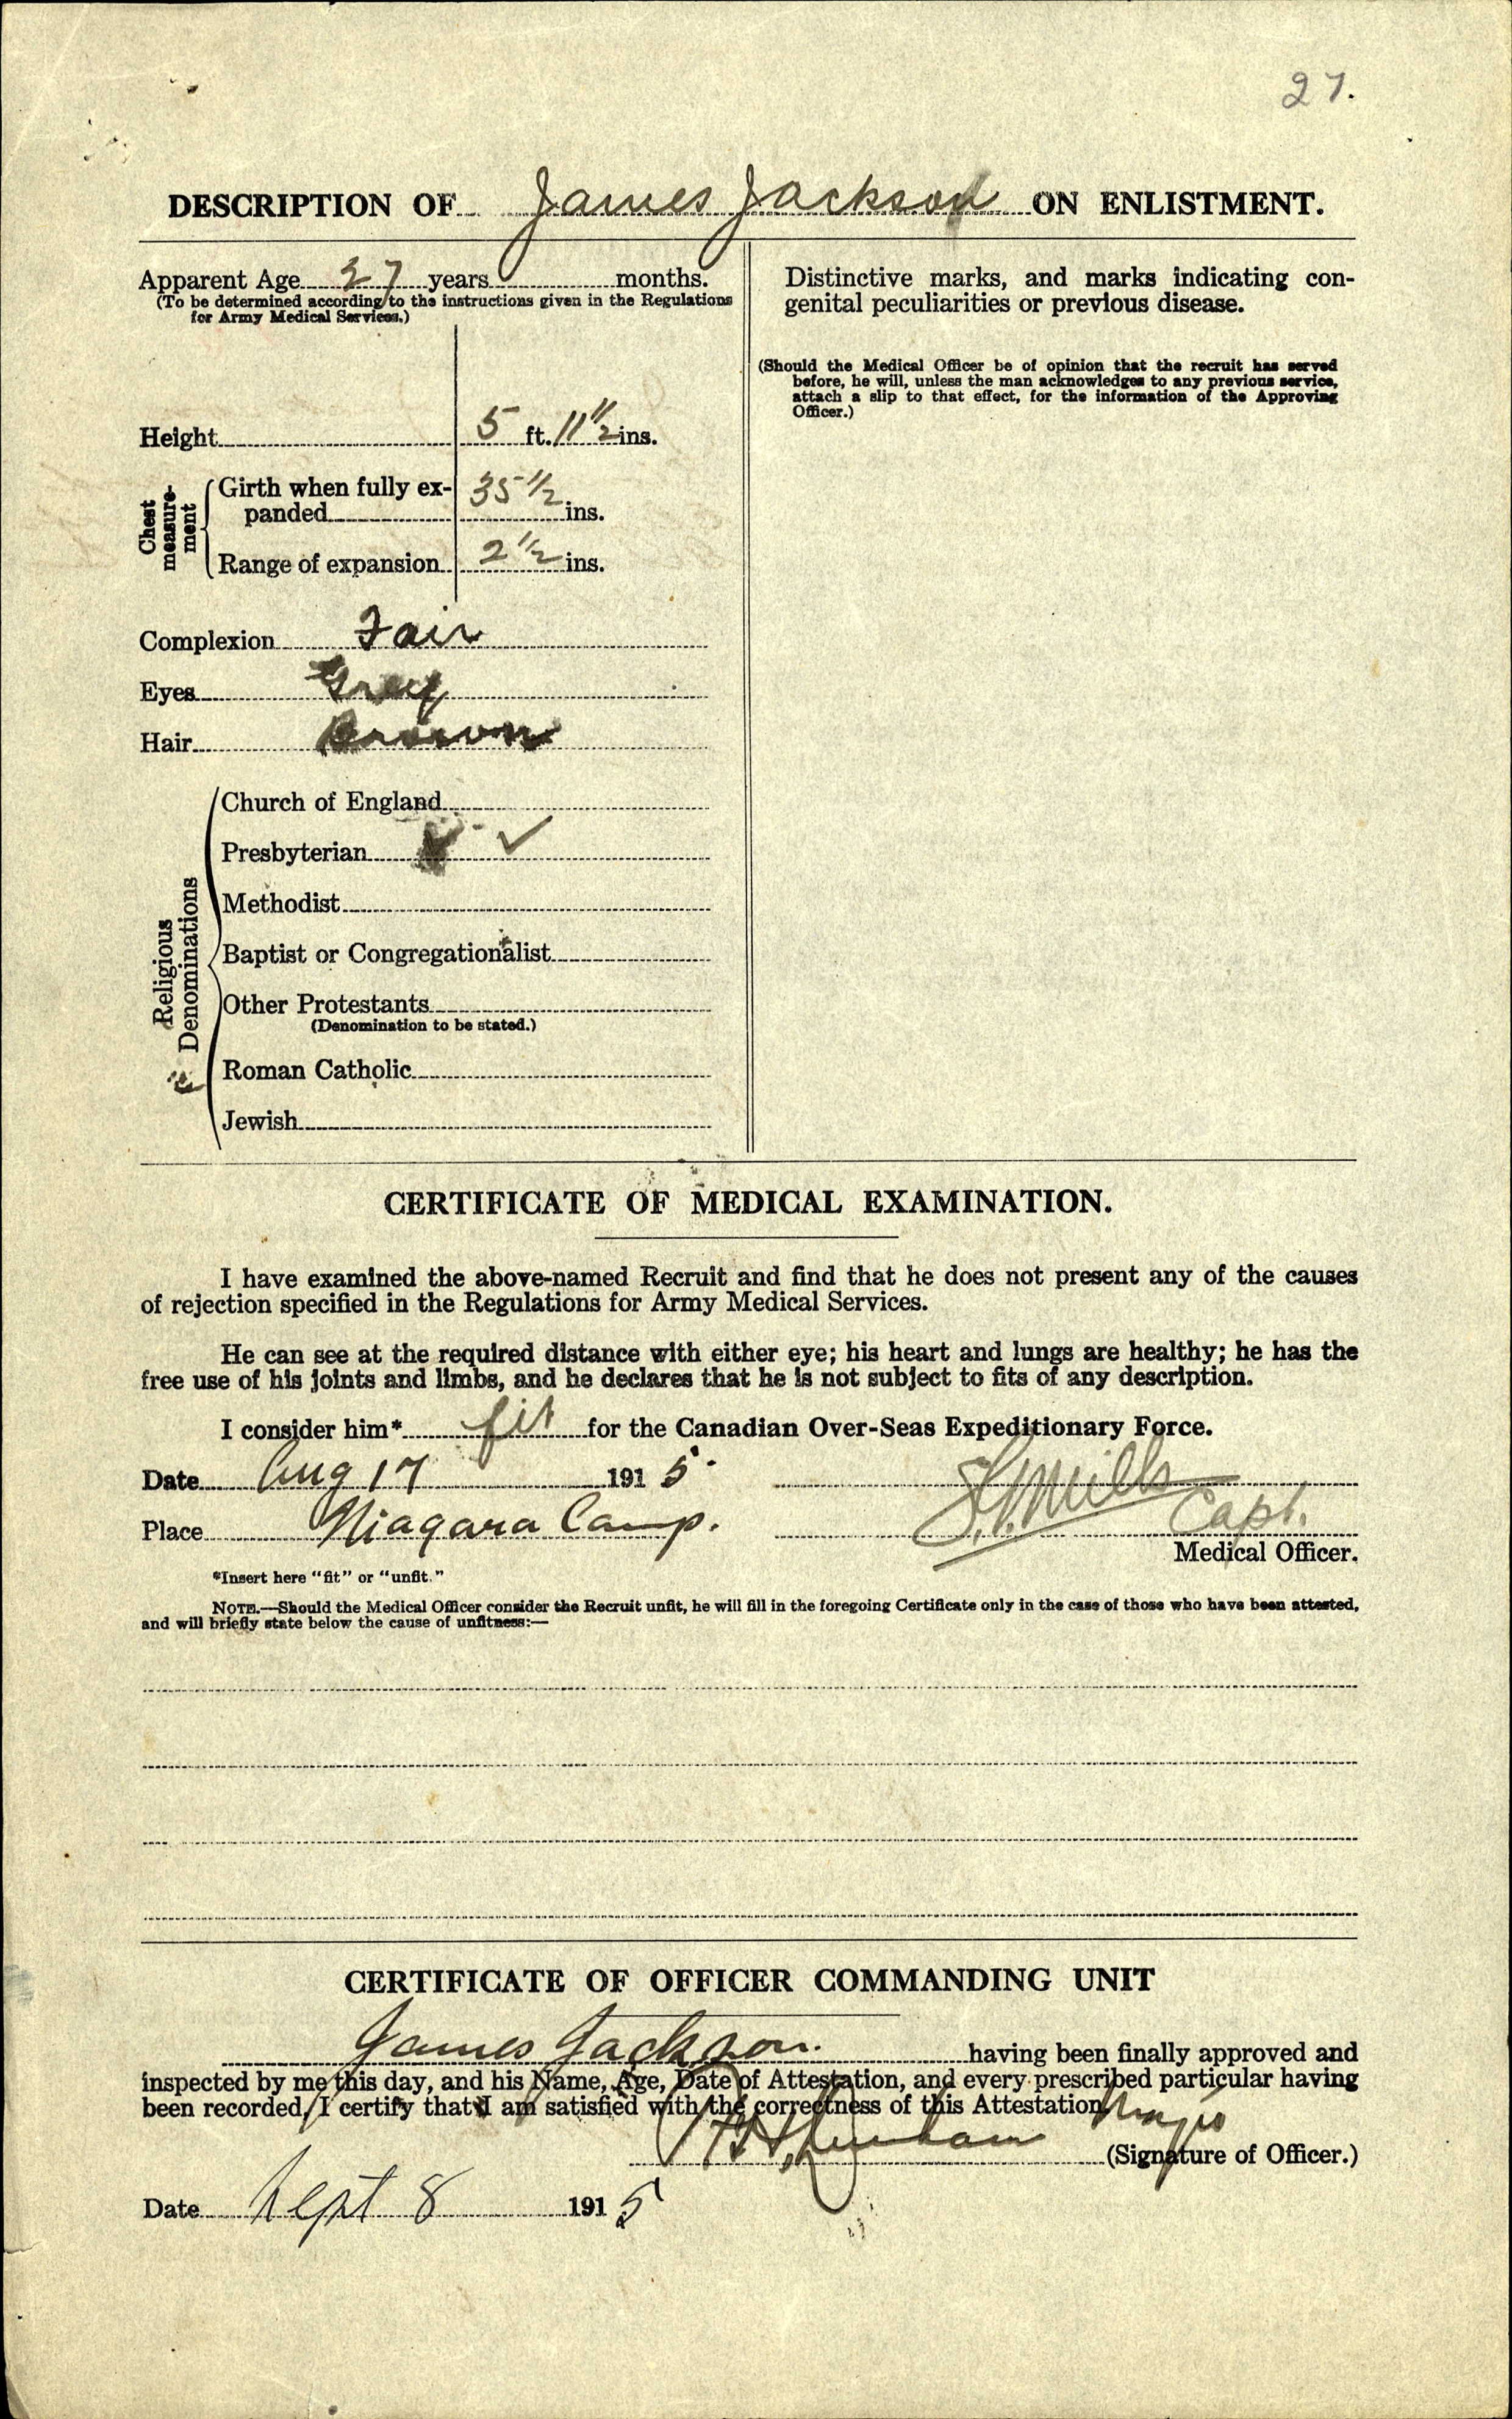 27.
DESCRIPTION OF James Jackson ON ENLISTMENT.
Apparent Age 27 years months.
(To be determined according to the instructions given in the Regulations
for Army Medical Services.)
Height 5 ft. 11 1/2 ins.
Chest measure-ment
Girth when fully ex-
panded 35 1/2 ins.
Range of expansion 2 1/2 ins.
Complexion Fair
Eyes Grey
Hair Brown
Religious Denominations
Church of England
Presbyterian ✓
Methodist
Baptist or Congregationalist
Other Protestants
(Denomination to be stated.)
Roman Catholic
Jewish
Distinctive marks, and marks indicating con-
genital peculiarities or previous disease.
(Should the Medical Officer be of opinion that the recruit has served
before, he will, unless the man acknowledges to any previous service,
attach a slip to that effect, for the information of the Approving
Officer.)
CERTIFICATE OF MEDICAL EXAMINATION.
I have examined the above-named Recruit and find that he does not present any of the causes
of rejection specified in the Regulations for Army Medical Services.
He can see at the required distance with either eye; his heart and lungs are healthy; he has the
free use of his joints and limbs, and he declares that he is not subject to fits of any description.
I consider him* fit for the Canadian Over-Seas Expeditionary Force.
Date Aug 17 1915.
Mills
Place Niagara Camp.
Capt.
Medical Officer.
*Insert here "fit" or "unfit."
NOTE.—Should the Medical Officer consider the Recruit unfit, he will fill in the foregoing Certificate only in the case of those who have been attested,
and will briefly state below the cause of unfitness:—
CERTIFICATE OF OFFICER COMMANDING UNIT
James Jackson. having been finally approved and
inspected by me this day, and his Name, Age, Date of Attestation, and every prescribed particular having
been recorded, I certify that I am satisfied with the correctness of this Attestation.
Major
(Signature of Officer.)
Date Sept 8 1915